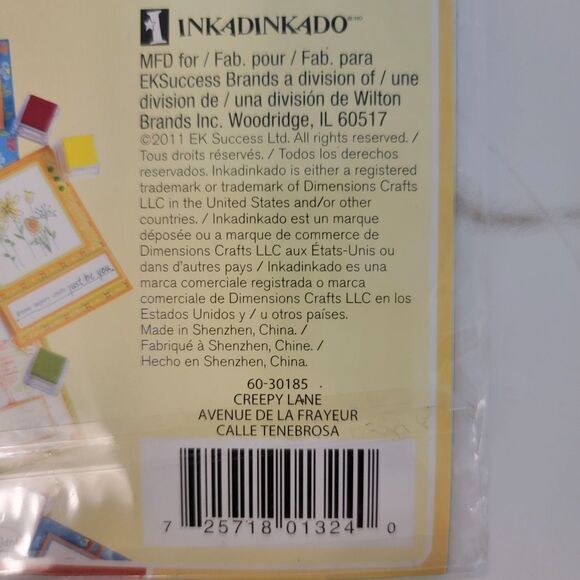 INKADINKADO
MFD for / Fab. pour / Fab. para
EKSuccess Brands a division of / une
division de / una división de Wilton
Brands Inc. Woodridge, IL 60517
©2011 EK Success Ltd. All rights reserved. /
Tous droits réservés. / Todos los derechos
reservados. Inkadinkado is either a registered
trademark or trademark of Dimensions Crafts
LLC in the United States and/or other
countries. / Inkadinkado est un marque
déposée ou a marque de commerce de
Dimensions Crafts LLC aux États-Unis ou
dans d'autres pays / Inkadinkado es una
marca comerciale registrada o marca
comerciale de Dimensions Crafts LLC en los
Estados Unidos y / u otros países.
Made in Shenzhen, China. /
Fabriqué à Shenzhen, Chine. /
Hecho en Shenzhen, China.
60-30185
CREEPY LANE
AVENUE DE LA FRAYEUR
CALLE TENEBROSA
7 25718 01324 0
just be you.